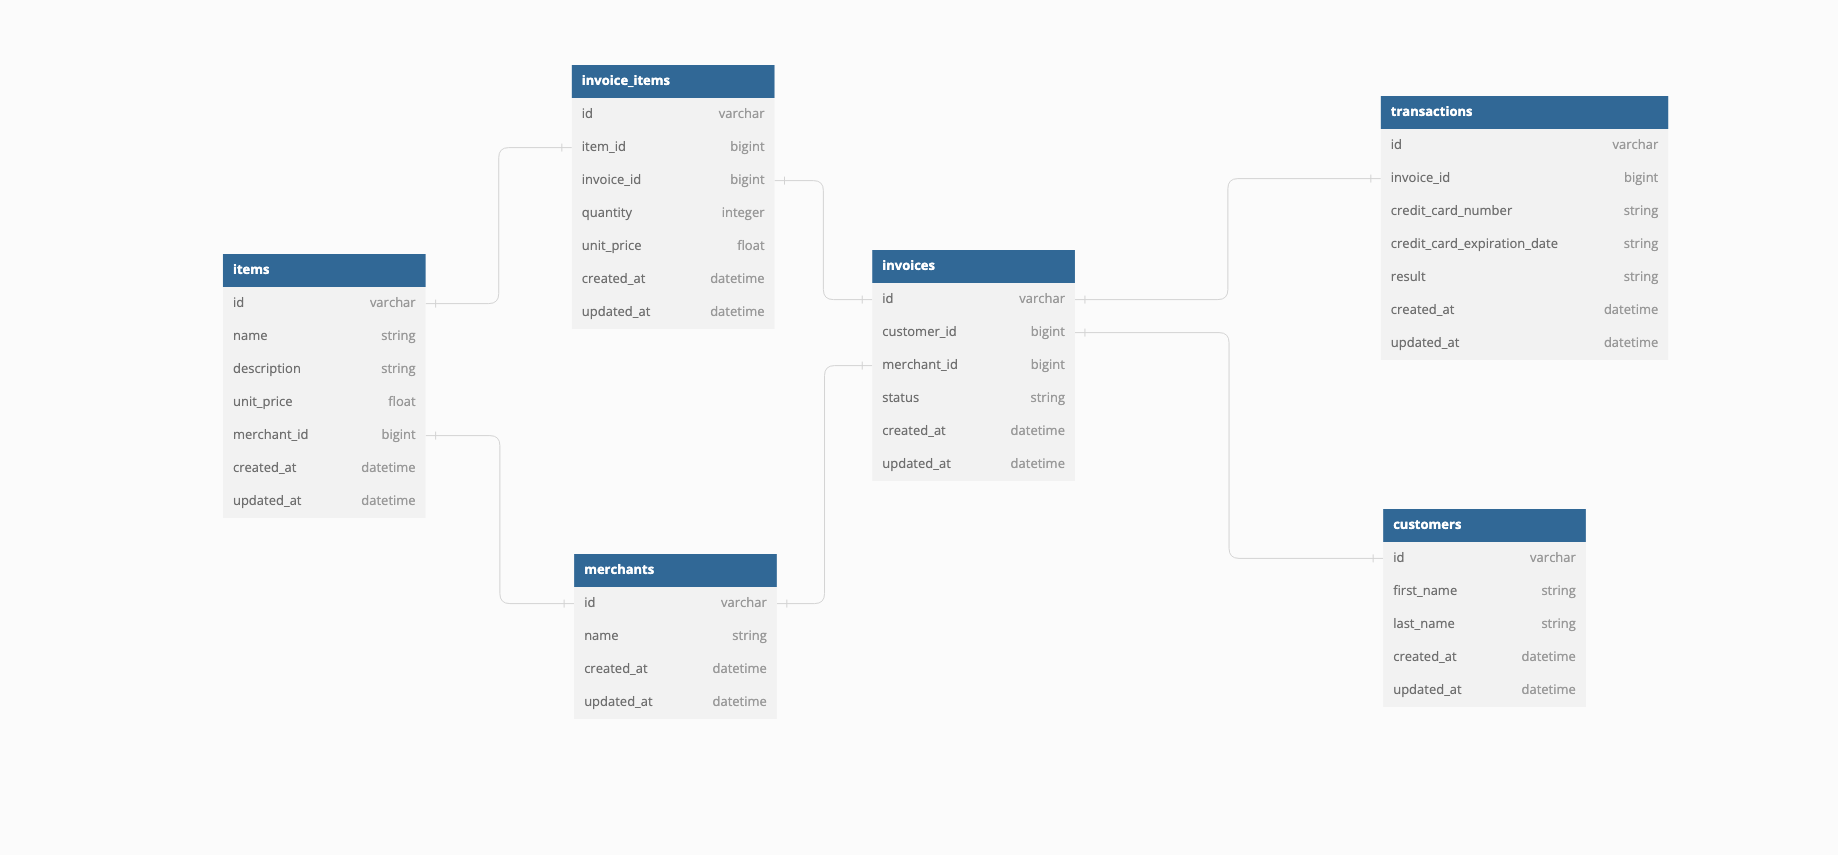 invoice_items
id varchar
item_id bigint
invoice_id bigint
quantity integer
unit_price float
created_at datetime
updated_at datetime
transactions
id varchar
invoice_id bigint
credit_card_number string
credit_card_expiration_date string
result string
created_at datetime
updated_at datetime
items
id varchar
name string
description string
unit_price float
merchant_id bigint
created_at datetime
updated_at datetime
invoices
id varchar
customer_id bigint
merchant_id bigint
status string
created_at datetime
updated_at datetime
merchants
id varchar
name string
created_at datetime
updated_at datetime
customers
id varchar
first_name string
last_name string
created_at datetime
updated_at datetime